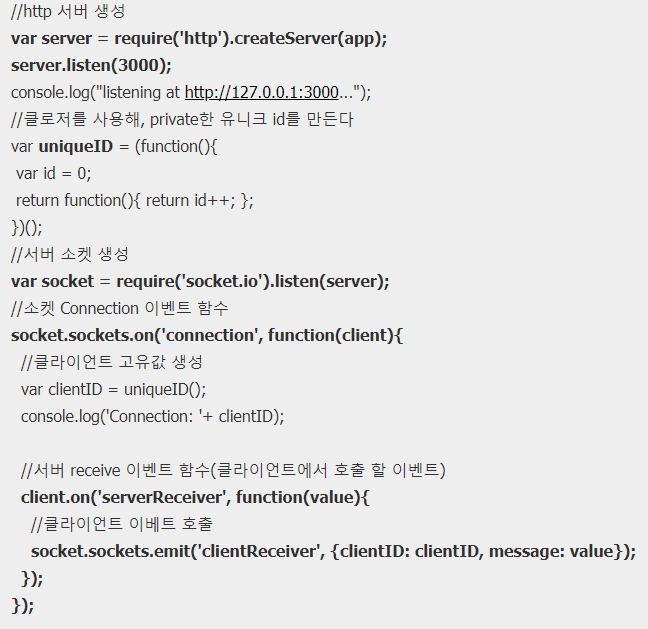 //http 서버 생성
var server = require('http').createServer(app);
server.listen(3000);
console.log("listening at http://127.0.0.1:3000...");
//클로저를 사용해, private한 유니크 id를 만든다
var uniqueID = (function(){
var id = 0;
return function(){ return id++; };
})();
//서버 소켓 생성
var socket = require('socket.io').listen(server);
//소켓 Connection 이벤트 함수
socket.sockets.on('connection', function(client){
//클라이언트 고유값 생성
var clientID = uniqueID();
console.log('Connection: '+ clientID);
//서버 receive 이벤트 함수(클라이언트에서 호출 할 이벤트)
client.on('serverReceiver', function(value){
//클라이언트 이베트 호출
socket.sockets.emit('clientReceiver', {clientID: clientID, message: value});
});
});